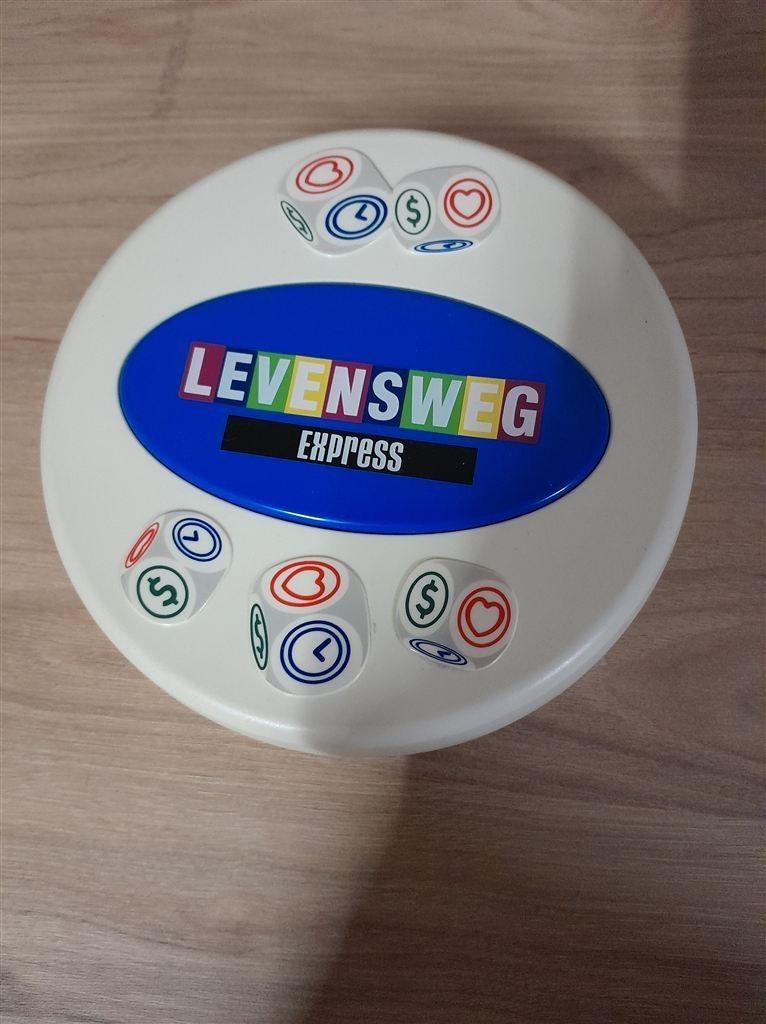 $ $
LEVENSWEG
EXPRESS
$ $ $